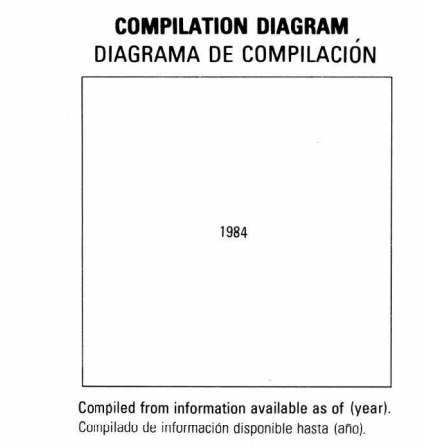 COMPILATION DIAGRAM
DIAGRAMA DE COMPILACIÓN
1984
Compiled from information available as of (year).
Compilado de información disponible hasta (año).